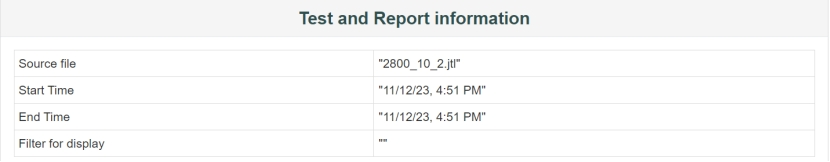 Test and Report information
Source file "2800_10_2.jtl"
Start Time "11/12/23, 4:51 PM"
End Time "11/12/23, 4:51 PM"
Filter for display ""